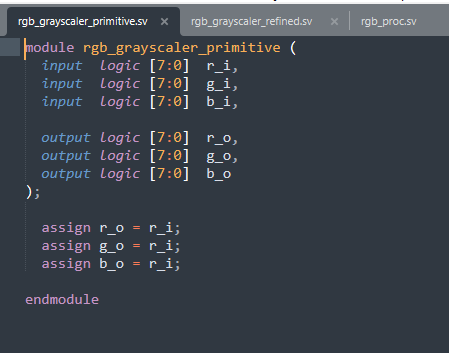 rgb_grayscaler_primitive.sv × rgb_grayscaler_refined.sv × rgb_proc.sv
module rgb_grayscaler_primitive (
  input  logic [7:0]  r_i,
  input  logic [7:0]  g_i,
  input  logic [7:0]  b_i,

  output logic [7:0]  r_o,
  output logic [7:0]  g_o,
  output logic [7:0]  b_o
);

  assign r_o = r_i;
  assign g_o = r_i;
  assign b_o = r_i;

endmodule